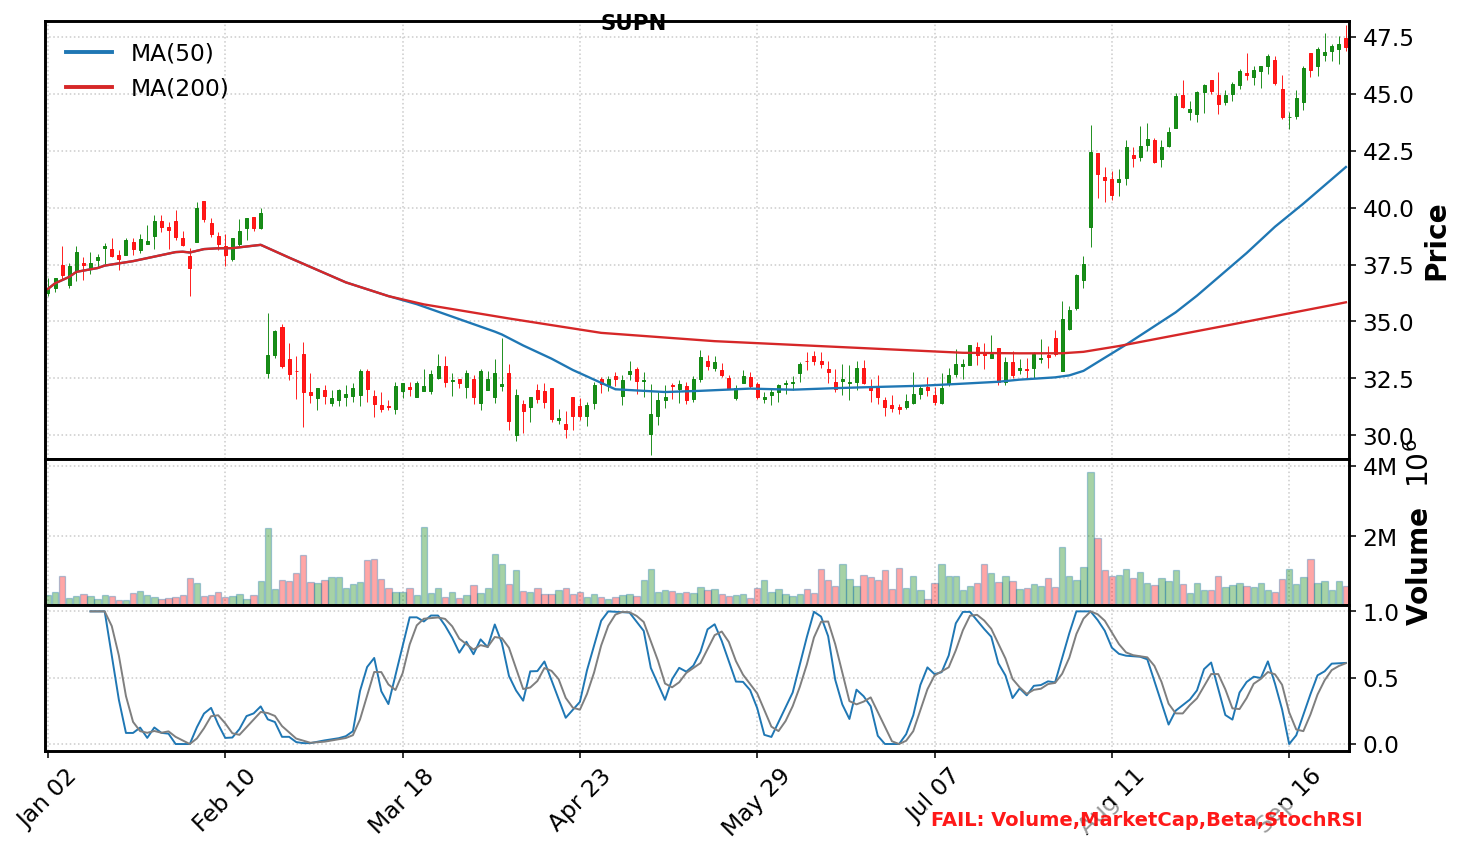 SUPN
MA(50)
MA(200)
47.5
45.0
42.5
40.0
37.5
35.0
32.5
30.0
Price
4M
2M
Volume 10⁶
1.0
0.5
0.0
Jan 02
Feb 10
Mar 18
Apr 23
May 29
Jul 07
Aug 11
Sep 16
FAIL: Volume,MarketCap,Beta,StochRSI